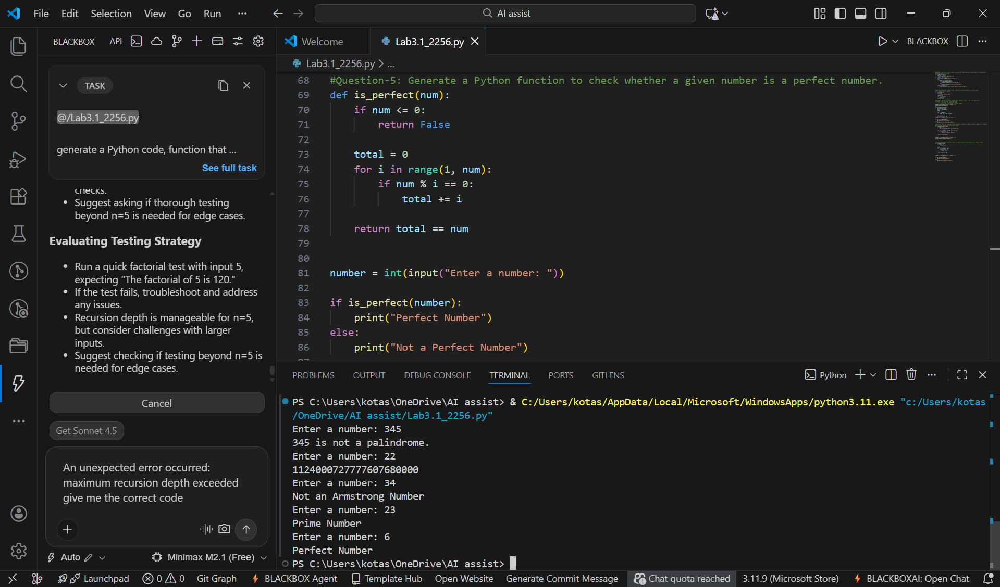 File Edit Selection View Go Run ...
AI assist
BLACKBOX API
TASK
@/Lab3.1_2256.py
generate a Python code, function that ...
See full task
checks.
• Suggest asking if thorough testing
beyond n=5 is needed for edge cases.
Evaluating Testing Strategy
• Run a quick factorial test with input 5,
expecting "The factorial of 5 is 120."
• If the test fails, troubleshoot and address
any issues.
• Recursion depth is manageable for n=5,
but consider challenges with larger
inputs.
• Suggest checking if testing beyond n=5 is
needed for edge cases.
Cancel
Get Sonnet 4.5
An unexpected error occurred:
maximum recursion depth exceeded
give me the correct code
Auto
Minimax M2.1 (Free)
Welcome
Lab3.1_2256.py
BLACKBOX
Lab3.1_2256.py > ...
68 #Question-5: Generate a Python function to check whether a given number is a perfect number.
69 def is_perfect(num):
70     if num <= 0:
71         return False
72
73     total = 0
74     for i in range(1, num):
75         if num % i == 0:
76             total += i
77
78     return total == num
79
80
81 number = int(input("Enter a number: "))
82
83 if is_perfect(number):
84     print("Perfect Number")
85 else:
86     print("Not a Perfect Number")
87
PROBLEMS OUTPUT DEBUG CONSOLE TERMINAL PORTS GITLENS
Python
PS C:\Users\kotas\OneDrive\AI assist> & C:/Users/kotas/AppData/Local/Microsoft/WindowsApps/python3.11.exe "c:/Users/kotas
/OneDrive/AI assist/Lab3.1_2256.py"
Enter a number: 345
345 is not a palindrome.
Enter a number: 22
1124000727777607680000
Enter a number: 34
Not an Armstrong Number
Enter a number: 23
Prime Number
Enter a number: 6
Perfect Number
PS C:\Users\kotas\OneDrive\AI assist>
Launchpad 0 0 Git Graph BLACKBOX Agent Template Hub Open Website Generate Commit Message Chat quota reached 3.11.9 (Microsoft Store) BLACKBOXAI: Open Chat